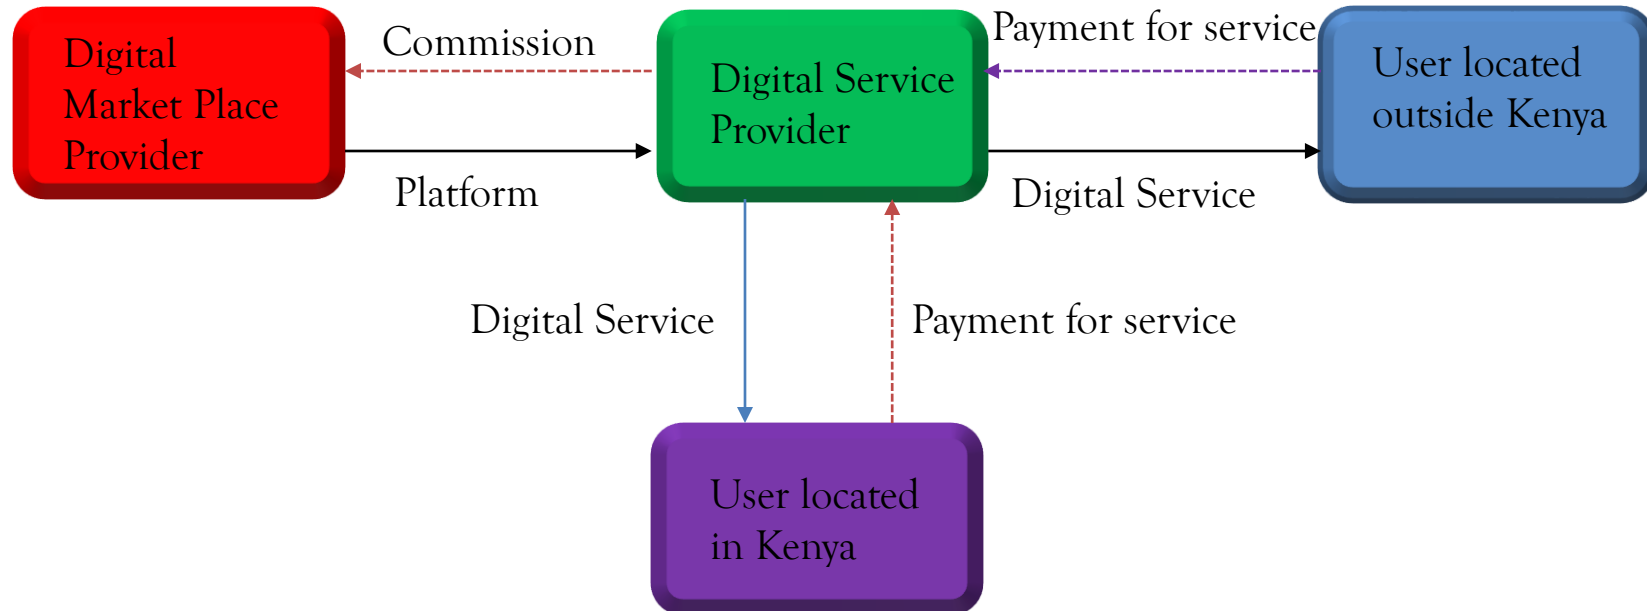 Digital
Market Place
Provider
Commission
Platform
Digital Service
Provider
Payment for service
Digital Service
User located
outside Kenya
Digital Service
Payment for service
User located
in Kenya